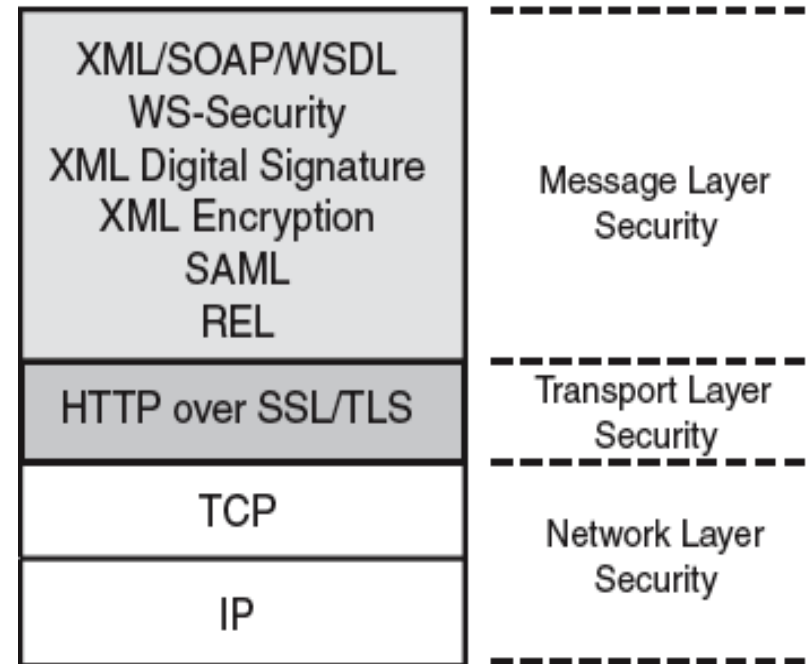 XML/SOAP/WSDL
WS-Security
XML Digital Signature
XML Encryption
SAML
REL
Message Layer
Security
HTTP over SSL/TLS
Transport Layer
Security
TCP
IP
Network Layer
Security